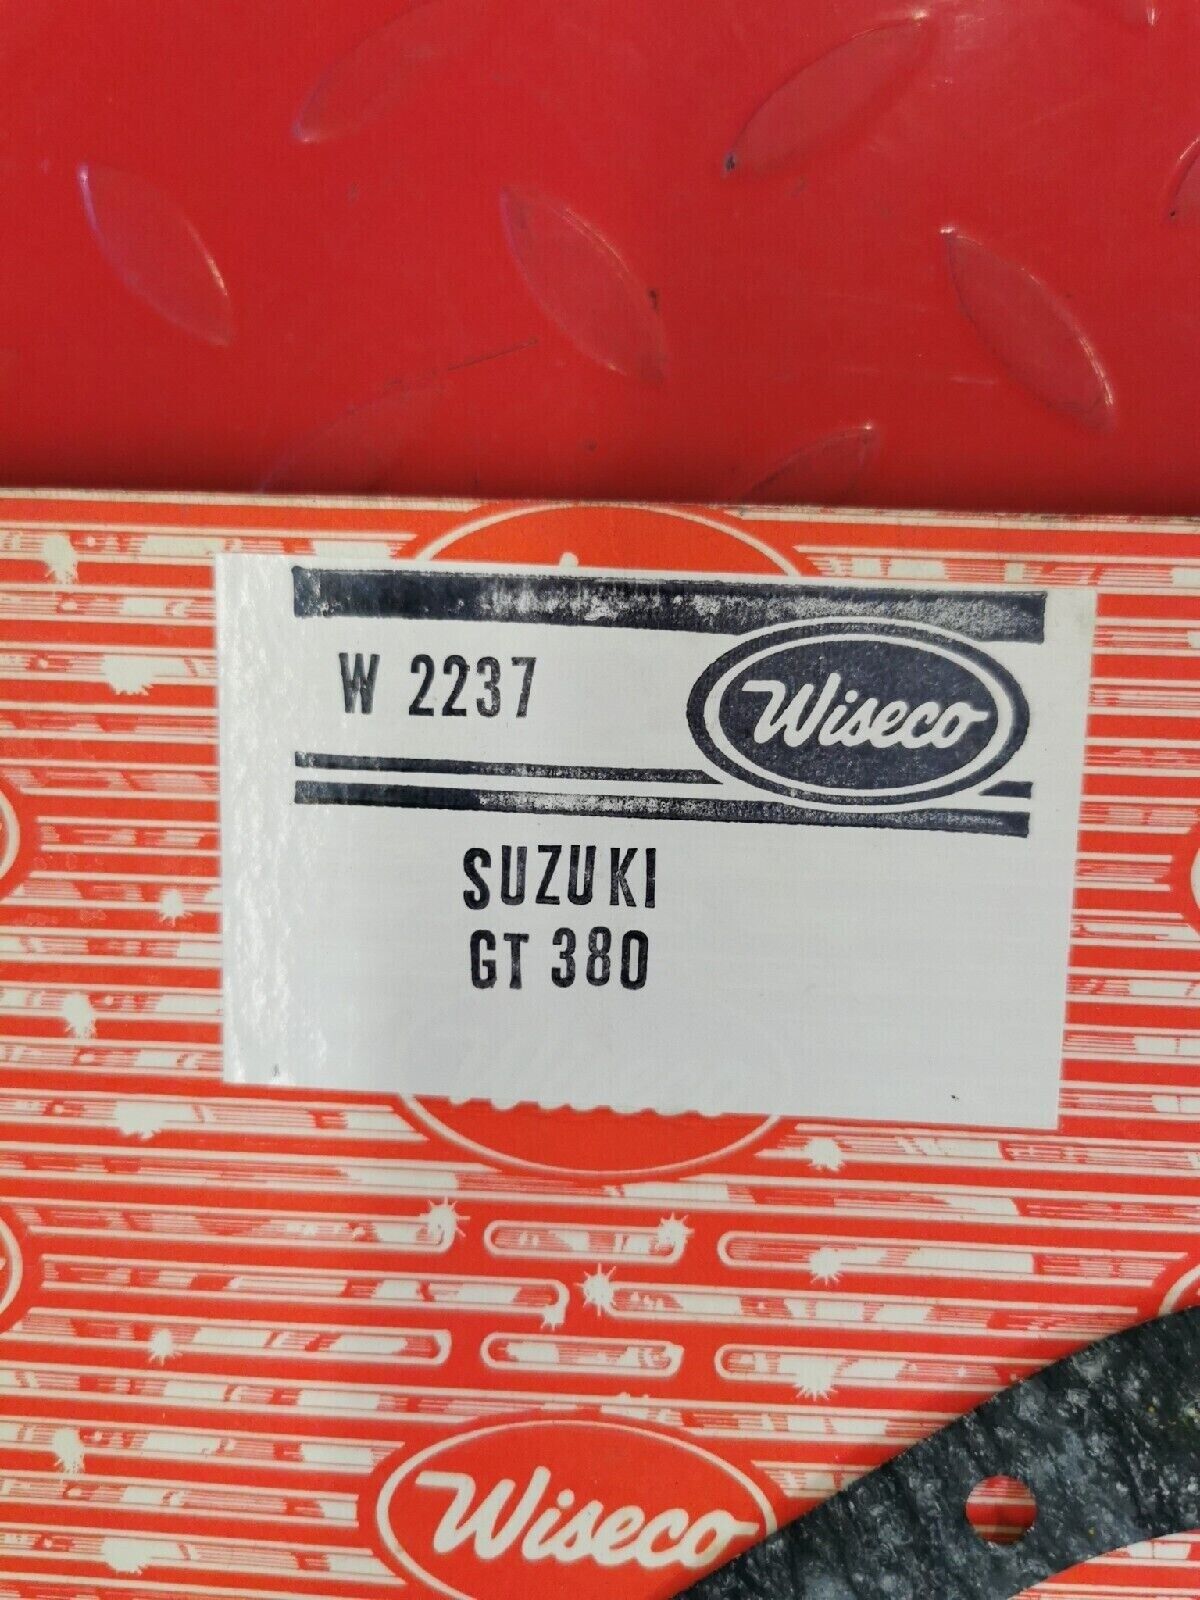 W 2237
Wiseco
SUZUKI
GT 380
Wiseco